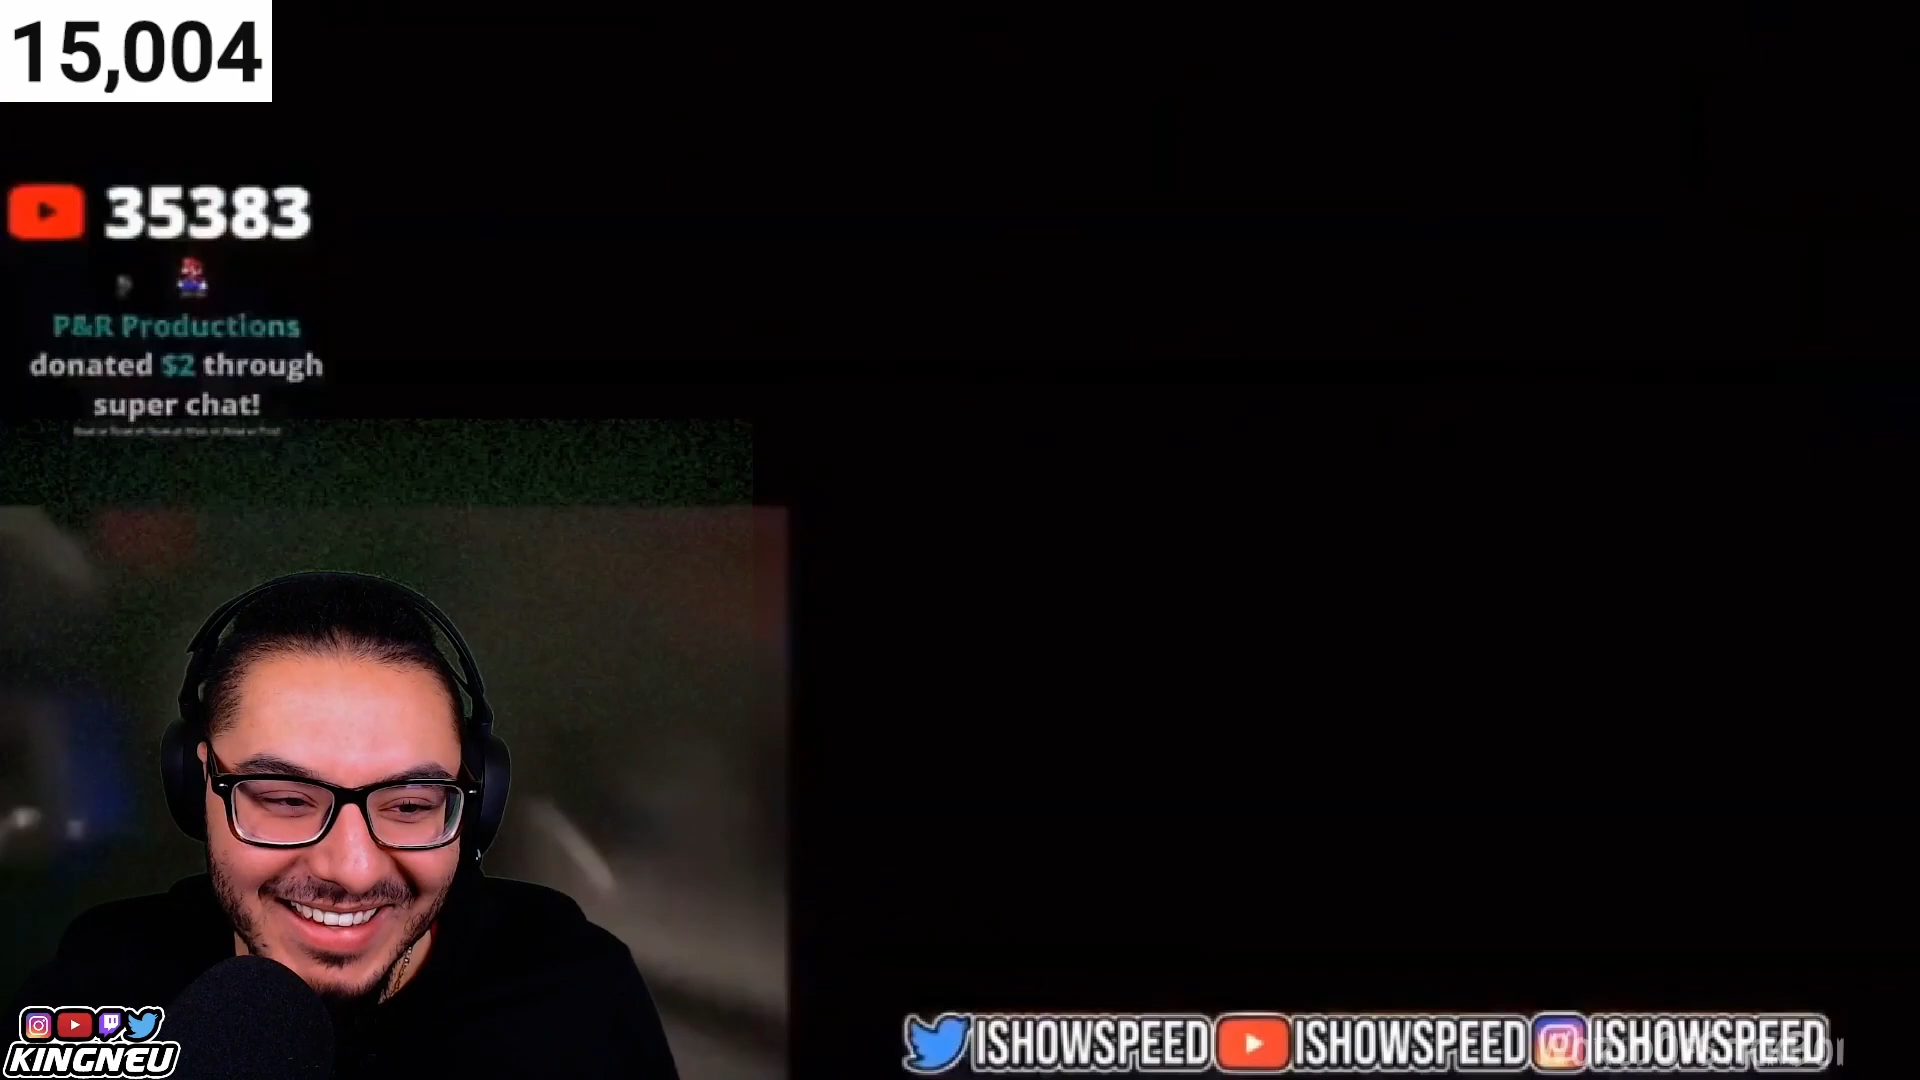 15,004
35383
P&R Productions
donated $2 through
super chat!
KINGNEU
ISHOWSPEED ISHOWSPEED ISHOWSPEED